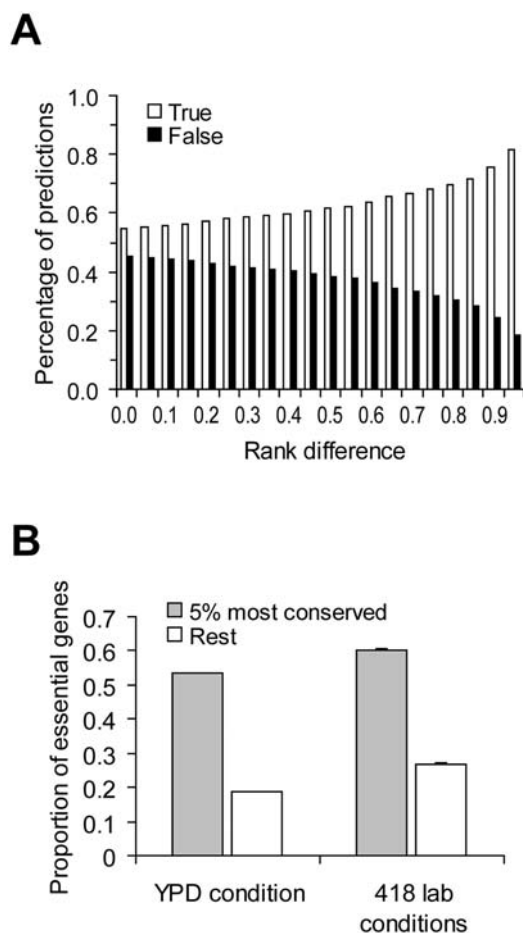 A
Percentage of predictions
1.0
0.8
0.6
0.4
0.2
0.0
True
False
0.0 0.1 0.2 0.3 0.4 0.5 0.6 0.7 0.8 0.9
Rank difference
B
Proportion of essential genes
0.7
0.6
0.5
0.4
0.3
0.2
0.1
0
5% most conserved
Rest
YPD condition
418 lab
conditions